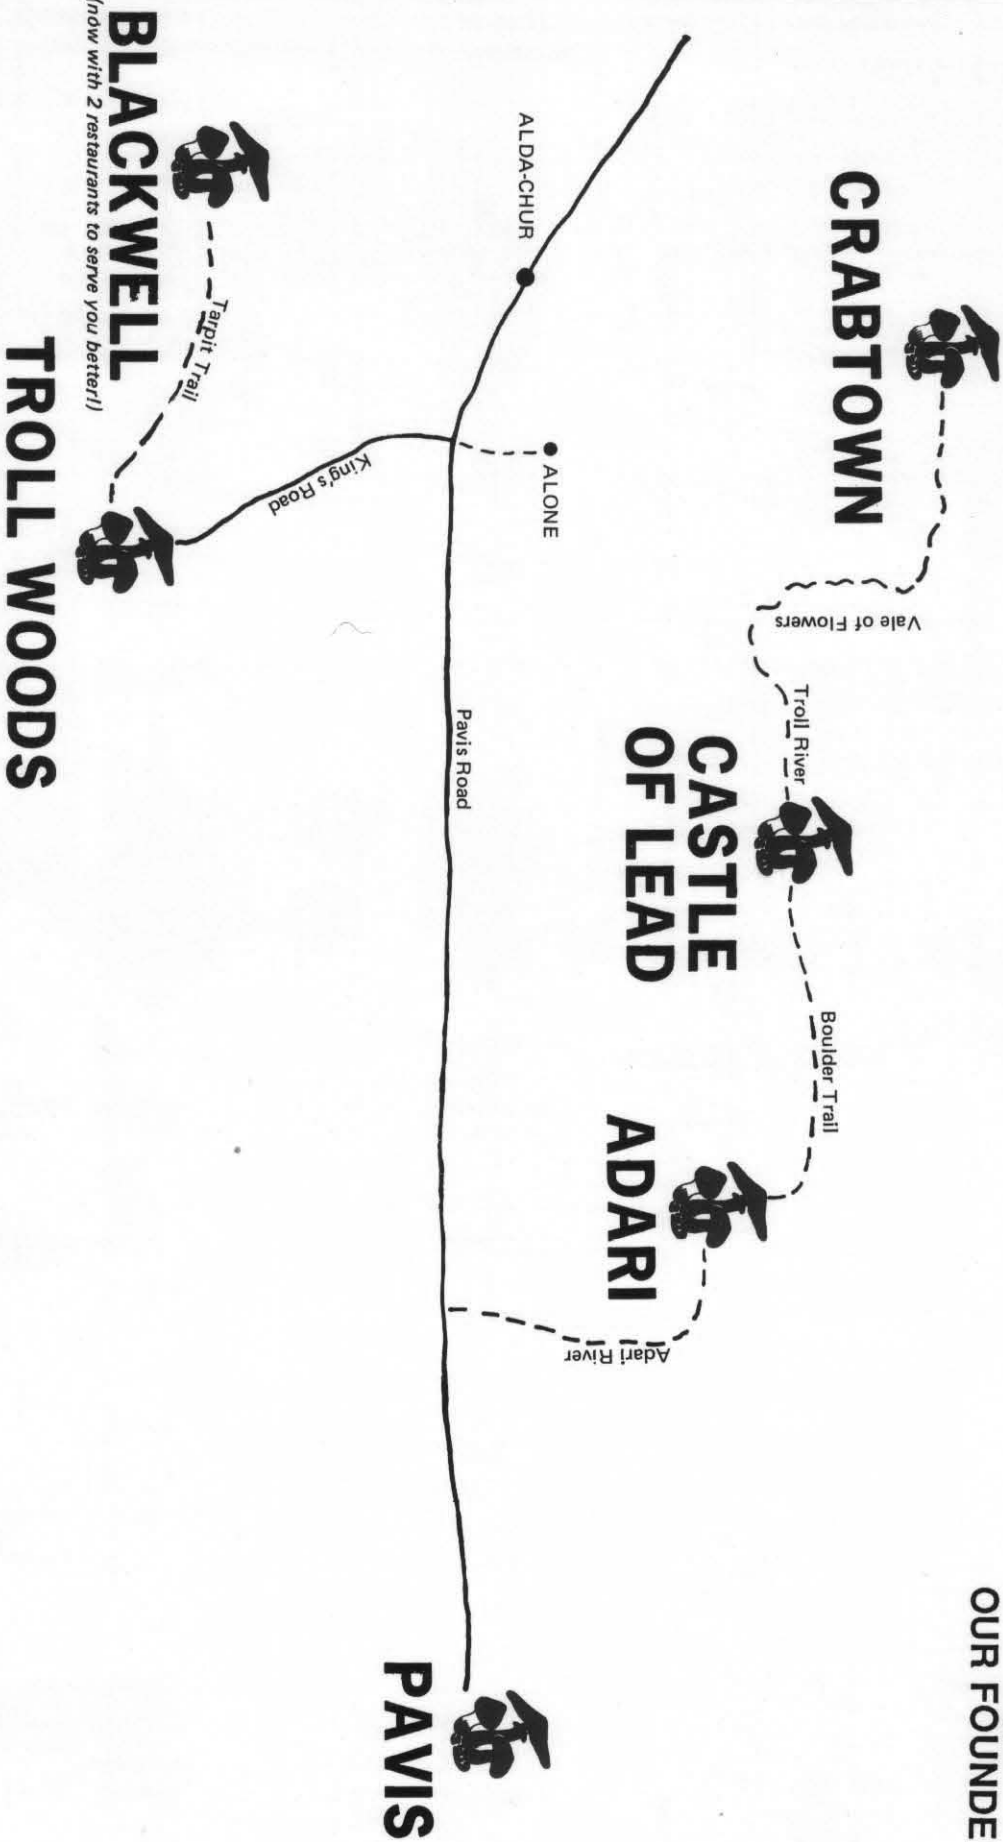 OUR FOUNDE
CRABTOWN
Vale of Flowers
Troll River
CASTLE
OF LEAD
Boulder Trail
ADARI
Adari River
ALDA-CHUR
ALONE
King's Road
Pavis Road
PAVIS
Tarpit Trail
BLACKWELL
(now with 2 restaurants to serve you better!)
TROLL WOODS